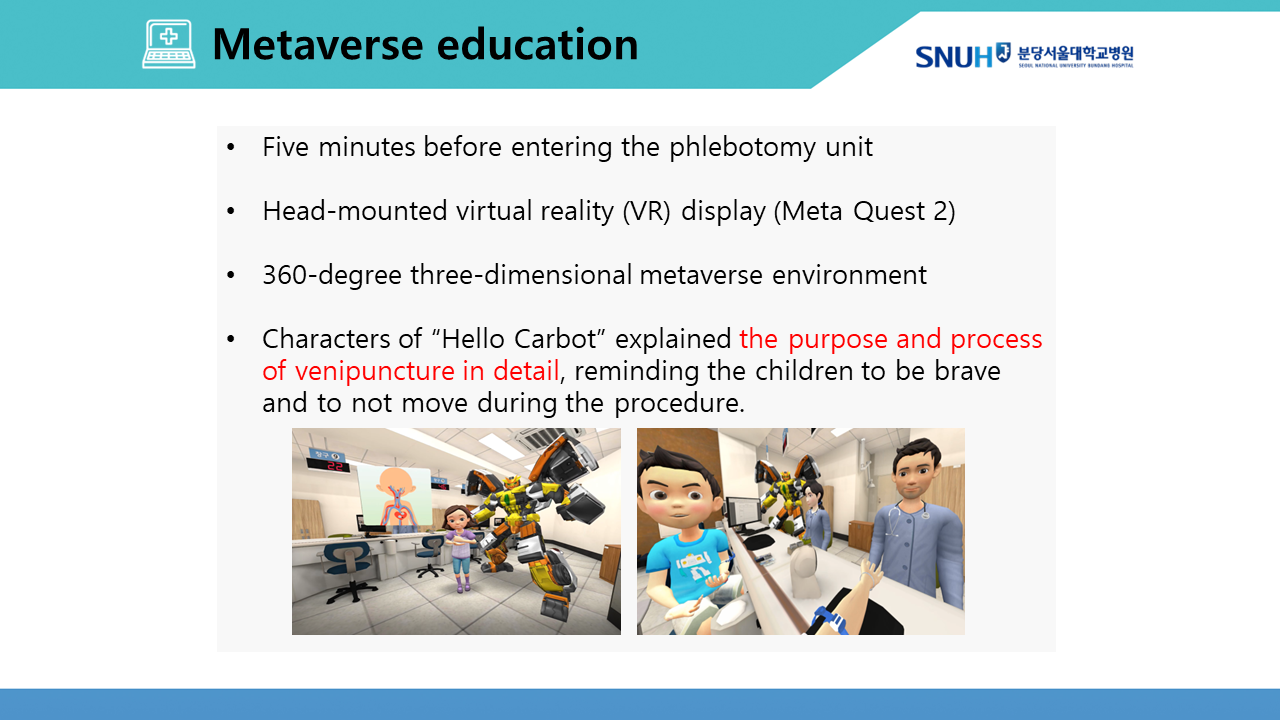 Metaverse education
SNUH 분당서울대학교병원
SEOUL NATIONAL UNIVERSITY BUNDANG HOSPITAL
• Five minutes before entering the phlebotomy unit
• Head-mounted virtual reality (VR) display (Meta Quest 2)
• 360-degree three-dimensional metaverse environment
• Characters of “Hello Carbot” explained the purpose and process
of venipuncture in detail, reminding the children to be brave
and to not move during the procedure.
창구
22